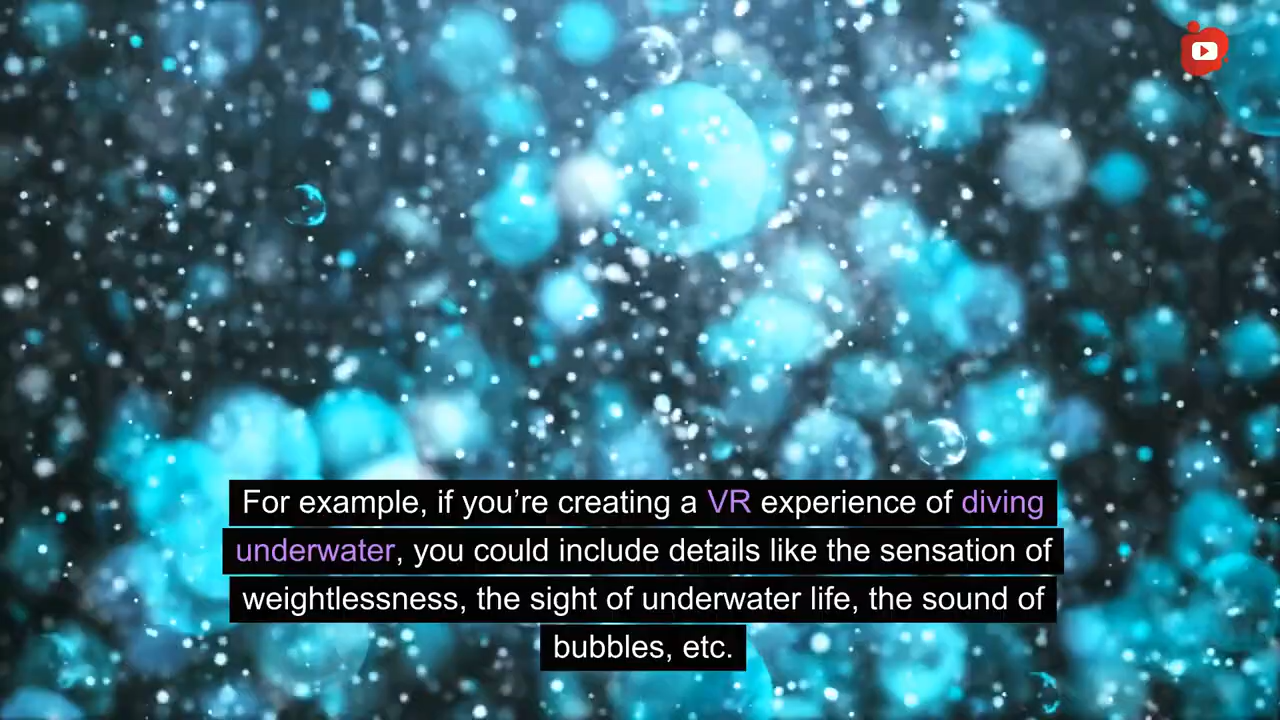 For example, if you’re creating a VR experience of diving
underwater, you could include details like the sensation of
weightlessness, the sight of underwater life, the sound of
bubbles, etc.